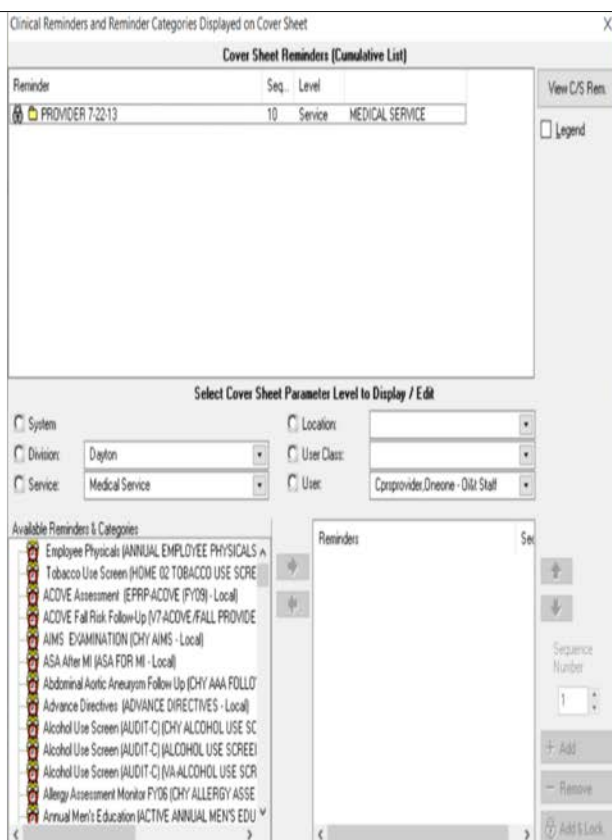 Clinical Reminders and Reminder Categories Displayed on Cover Sheet X
Cover Sheet Reminders (Cumulative List)
Reminder Seq... Level
PROVIDER 7-22-13 10 Service MEDICAL SERVICE
View C/S Rem.
Legend
Select Cover Sheet Parameter Level to Display / Edit
System Location:
Division: Dayton User Class:
Service: Medical Service User: Cprsprovider,Oneone - OI&t Staff
Available Reminders & Categories
Employee Physicals (ANNUAL EMPLOYEE PHYSICALS
Tobacco Use Screen (HOME 02 TOBACCO USE SCRE
ACOVE Assessment (EPRP-ACOVE (FY09) - Local)
ACOVE Fall Risk Follow-Up (V7-ACOVE/FALL PROVIDE
AIMS EXAMINATION (CHY AIMS - Local)
ASA After MI (ASA FOR MI - Local)
Abdominal Aortic Aneurysm Follow Up (CHY AAA FOLLO
Advance Directives (ADVANCE DIRECTIVES - Local)
Alcohol Use Screen (AUDIT-C) (CHY ALCOHOL USE SC
Alcohol Use Screen (AUDIT-C) (ALCOHOL USE SCREEI
Alcohol Use Screen (AUDIT-C) (VA-ALCOHOL USE SCR
Allergy Assessment Monitor FY06 (CHY ALLERGY ASSE
Annual Men's Education (ACTIVE ANNUAL MEN'S EDU
Reminders Sec
Sequence
Number
1
+ Add
- Remove
Add & Lock